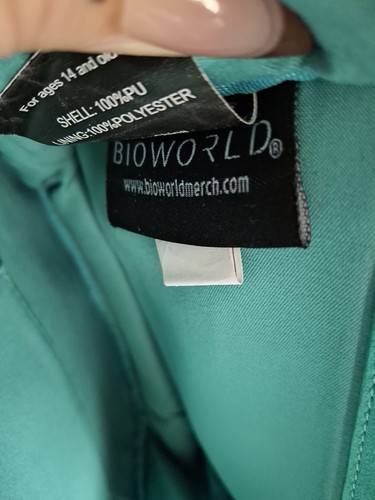 For ages 14 and
SHELL: 100%PU
LINING:100%POLYESTER
BIOWORLD®
www.bioworldmerch.com